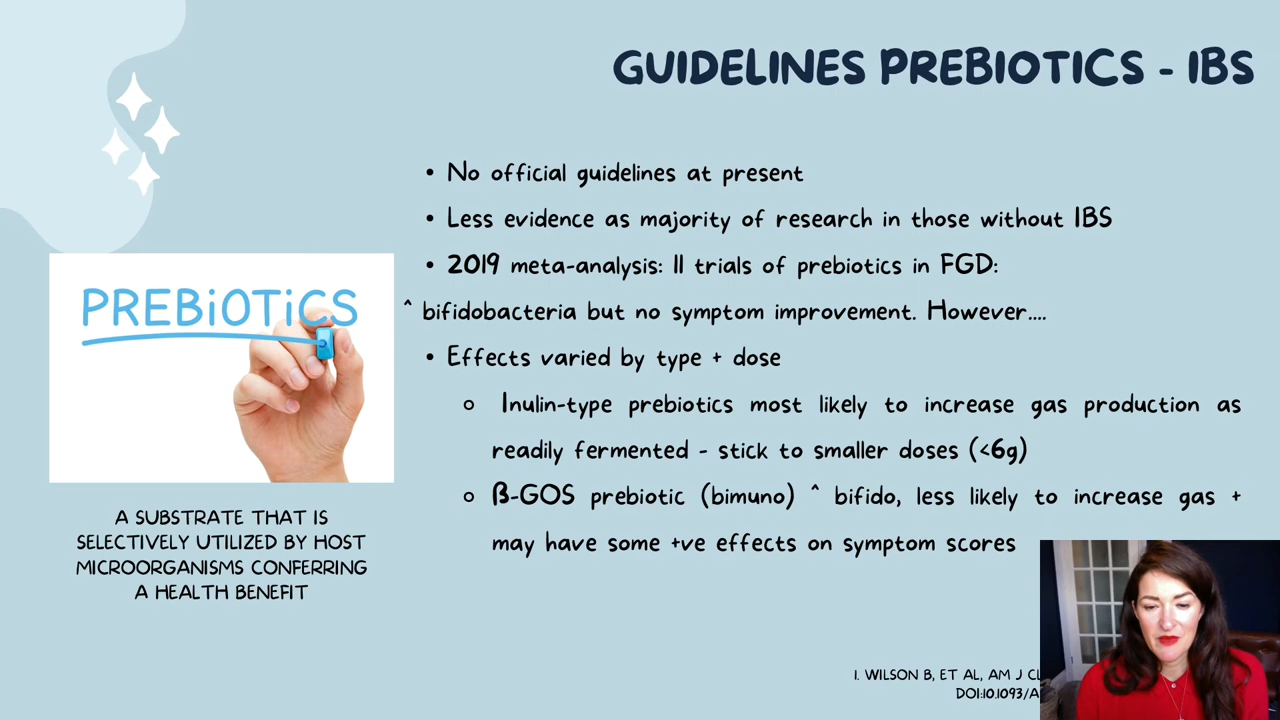 GUIDELINES PREBIOTICS - IBS
• No official guidelines at present
• Less evidence as majority of research in those without IBS
• 2019 meta-analysis: 11 trials of prebiotics in FGD:
^ bifidobacteria but no symptom improvement. However....
• Effects varied by type + dose
○ Inulin-type prebiotics most likely to increase gas production as
readily fermented - stick to smaller doses (<6g)
○ β-GOS prebiotic (bimuno) ^ bifido, less likely to increase gas +
may have some +ve effects on symptom scores
PREBiOTiCS
A SUBSTRATE THAT IS
SELECTIVELY UTILIZED BY HOST
MICROORGANISMS CONFERRING
A HEALTH BENEFIT
1. WILSON B, ET AL, AM J
DOI:10.1093/